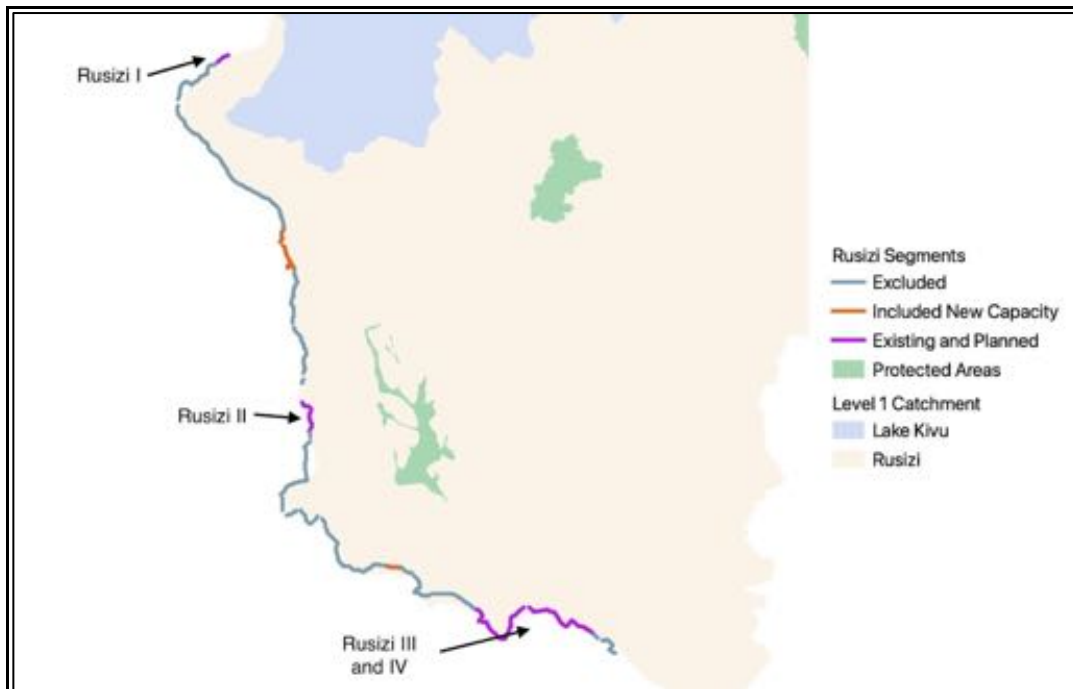 Rusizi I
Rusizi II
Rusizi III
and IV
Rusizi Segments
Excluded
Included New Capacity
Existing and Planned
Protected Areas
Level 1 Catchment
Lake Kivu
Rusizi